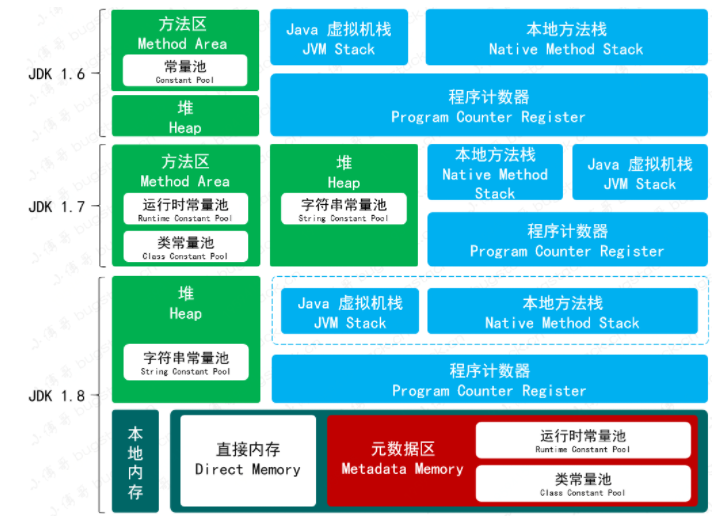 JDK 1.6
方法区
Method Area
常量池
Constant Pool
堆
Heap
Java 虚拟机栈
JVM Stack
本地方法栈
Native Method Stack
程序计数器
Program Counter Register
JDK 1.7
方法区
Method Area
运行时常量池
Runtime Constant Pool
类常量池
Class Constant Pool
堆
Heap
字符串常量池
String Constant Pool
本地方法栈
Native Method
Stack
Java 虚拟机栈
JVM Stack
程序计数器
Program Counter Register
JDK 1.8
堆
Heap
字符串常量池
String Constant Pool
Java 虚拟机栈
JVM Stack
本地方法栈
Native Method Stack
程序计数器
Program Counter Register
本
地
内
存
直接内存
Direct Memory
元数据区
Metadata Memory
运行时常量池
Runtime Constant Pool
类常量池
Class Constant Pool